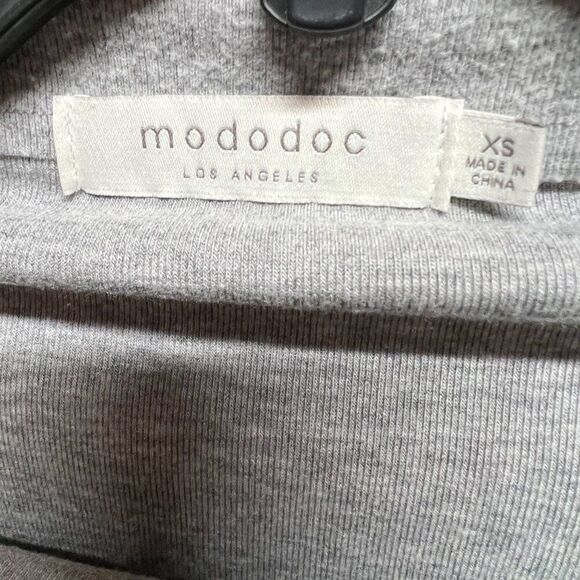 mododoc
LOS ANGELES
XS
MADE IN
CHINA